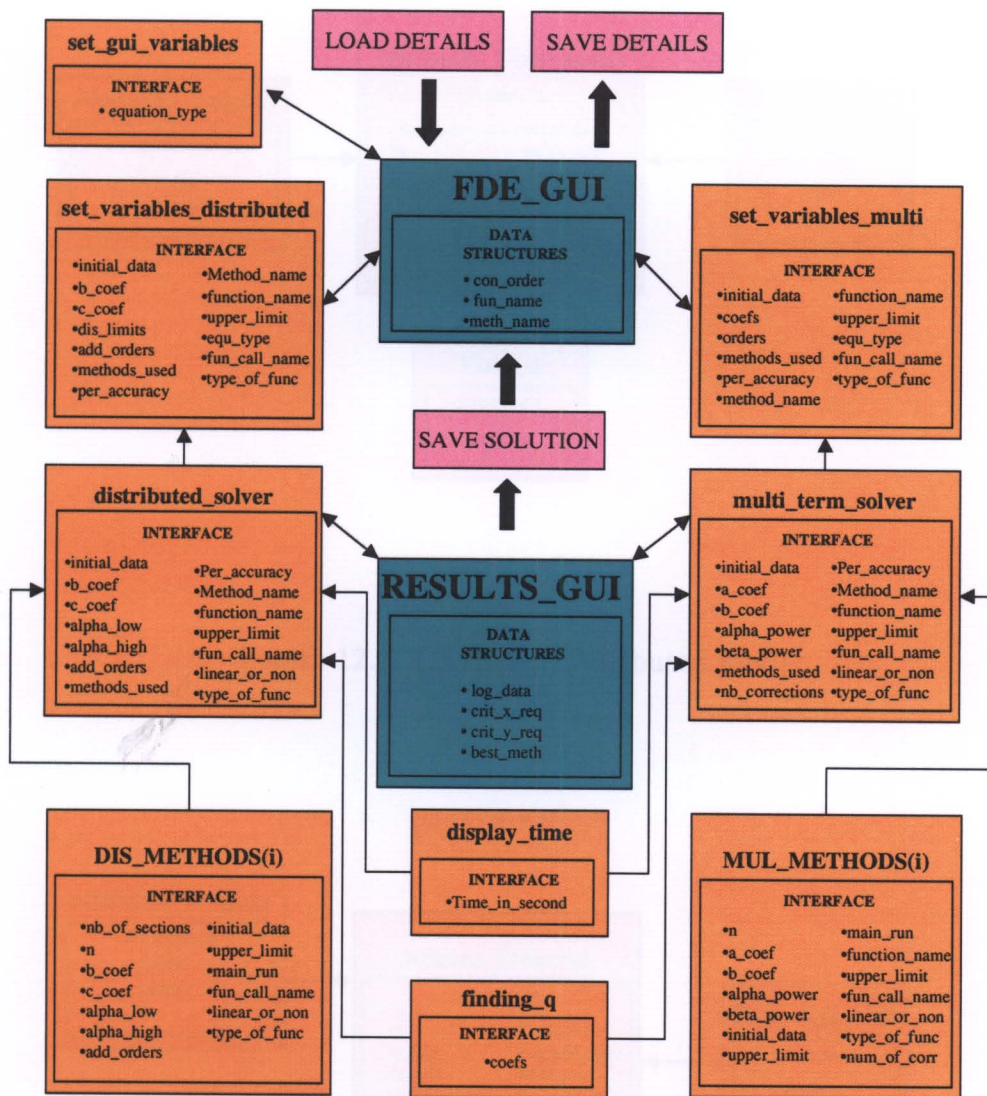 LOAD DETAILS
SAVE DETAILS
set_gui_variables
INTERFACE
• equation_type
FDE_GUI
DATA
STRUCTURES
• con_order
• fun_name
•meth_name
set_variables_distributed
INTERFACE
•initial_data
•b_coef
•c_coef
•dis_limits
•add_orders
•methods_used
•per_accuracy
•Method_name
•function_name
•upper_limit
•equ_type
•fun_call_name
•type_of_func
set_variables_multi
INTERFACE
•initial_data
•coefs
•orders
•methods_used
•per_accuracy
•method_name
•function_name
•upper_limit
•equ_type
•fun_call_name
•type_of_func
SAVE SOLUTION
distributed_solver
INTERFACE
•initial_data
•b_coef
•c_coef
•alpha_low
•alpha_high
•add_orders
•methods_used
•Per_accuracy
•Method_name
•function_name
•upper_limit
•fun_call_name
•linear_or_non
•type_of_func
RESULTS_GUI
DATA
STRUCTURES
• log_data
• crit_x_req
• crit_y_req
• best_meth
multi_term_solver
INTERFACE
•initial_data
•a_coef
•b_coef
•alpha_power
•beta_power
•methods_used
•nb_corrections
•Per_accuracy
•Method_name
•function_name
•upper_limit
•fun_call_name
•linear_or_non
•type_of_func
DIS_METHODS(i)
INTERFACE
•nb_of_sections
•n
•b_coef
•c_coef
•alpha_low
•alpha_high
•add_orders
•initial_data
•upper_limit
•main_run
•fun_call_name
•linear_or_non
•type_of_func
display_time
INTERFACE
•Time_in_second
finding_q
INTERFACE
•coefs
MUL_METHODS(i)
INTERFACE
•n
•a_coef
•b_coef
•alpha_power
•beta_power
•initial_data
•upper_limit
•main_run
•function_name
•upper_limit
•fun_call_name
•linear_or_non
•type_of_func
•num_of_corr